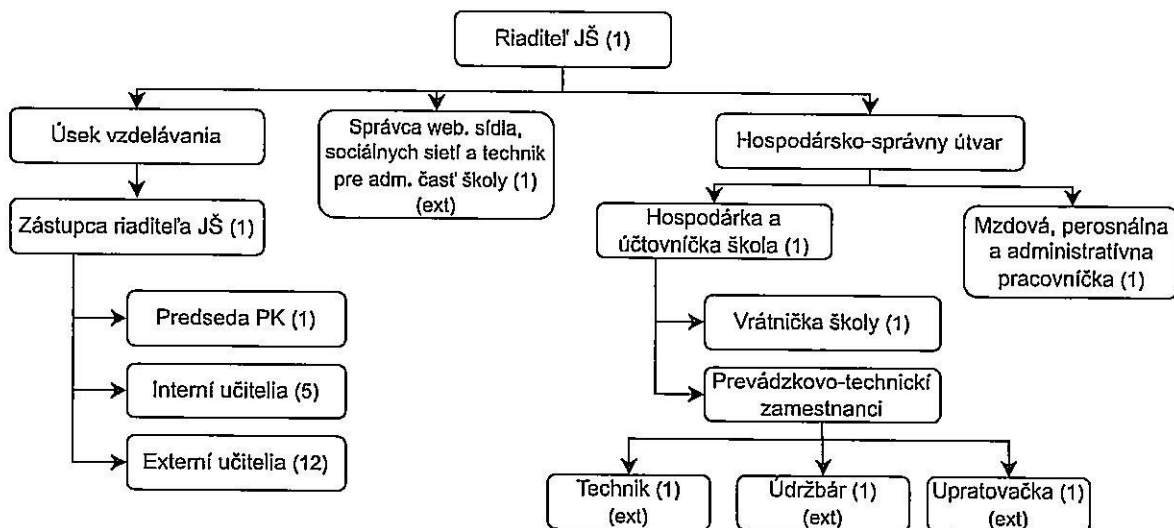 Riaditeľ JŠ (1)
Úsek vzdelávania
Správca web. sídla,
sociálnych sietí a technik
pre adm. časť školy (1)
(ext)
Hospodársko-správny útvar
Zástupca riaditeľa JŠ (1)
Hospodárka a
účtovníčka škola (1)
Mzdová, perosnálna
a administratívna
pracovníčka (1)
Predseda PK (1)
Interní učitelia (5)
Externí učitelia (12)
Vrátnička školy (1)
Prevádzkovo-technickí
zamestnanci
Technik (1)
(ext)
Údržbár (1)
(ext)
Upratovačka (1)
(ext)